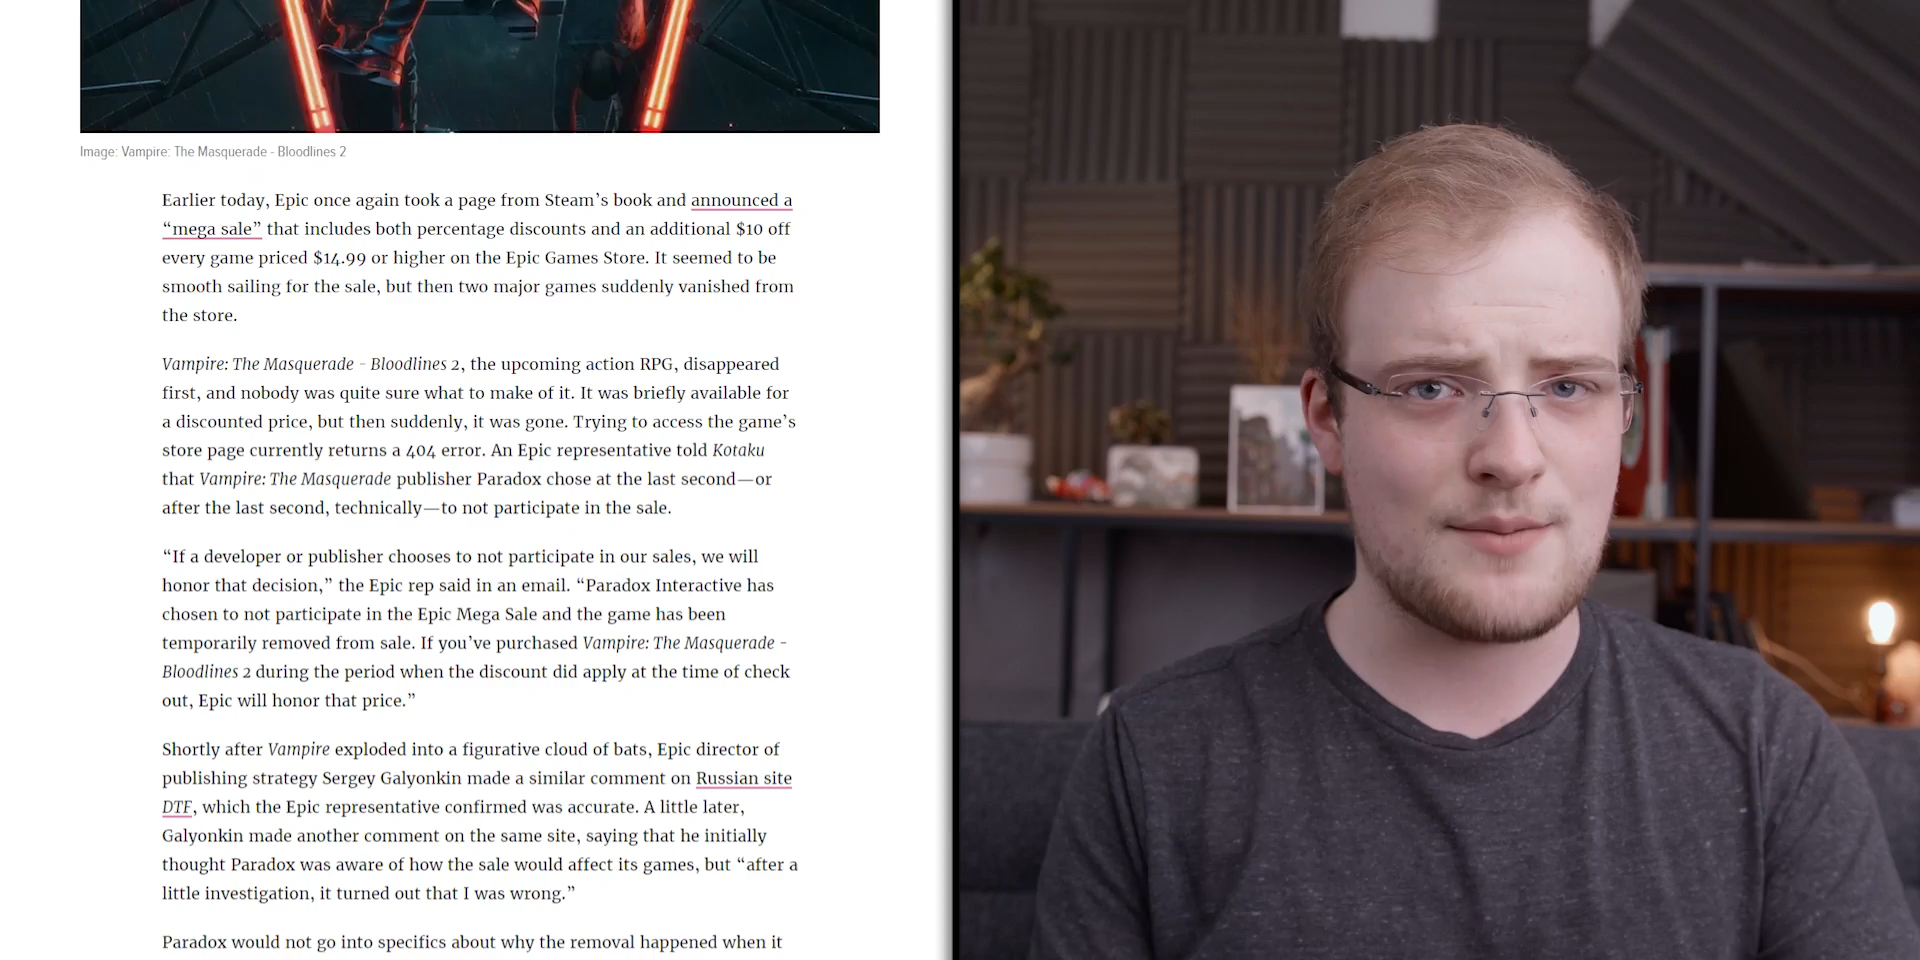 Image: Vampire: The Masquerade - Bloodlines 2
Earlier today, Epic once again took a page from Steam’s book and announced a
“mega sale” that includes both percentage discounts and an additional $10 off
every game priced $14.99 or higher on the Epic Games Store. It seemed to be
smooth sailing for the sale, but then two major games suddenly vanished from
the store.
Vampire: The Masquerade - Bloodlines 2, the upcoming action RPG, disappeared
first, and nobody was quite sure what to make of it. It was briefly available for
a discounted price, but then suddenly, it was gone. Trying to access the game’s
store page currently returns a 404 error. An Epic representative told Kotaku
that Vampire: The Masquerade publisher Paradox chose at the last second—or
after the last second, technically—to not participate in the sale.
“If a developer or publisher chooses to not participate in our sales, we will
honor that decision,” the Epic rep said in an email. “Paradox Interactive has
chosen to not participate in the Epic Mega Sale and the game has been
temporarily removed from sale. If you’ve purchased Vampire: The Masquerade -
Bloodlines 2 during the period when the discount did apply at the time of check
out, Epic will honor that price.”
Shortly after Vampire exploded into a figurative cloud of bats, Epic director of
publishing strategy Sergey Galyonkin made a similar comment on Russian site
DTF, which the Epic representative confirmed was accurate. A little later,
Galyonkin made another comment on the same site, saying that he initially
thought Paradox was aware of how the sale would affect its games, but “after a
little investigation, it turned out that I was wrong.”
Paradox would not go into specifics about why the removal happened when it